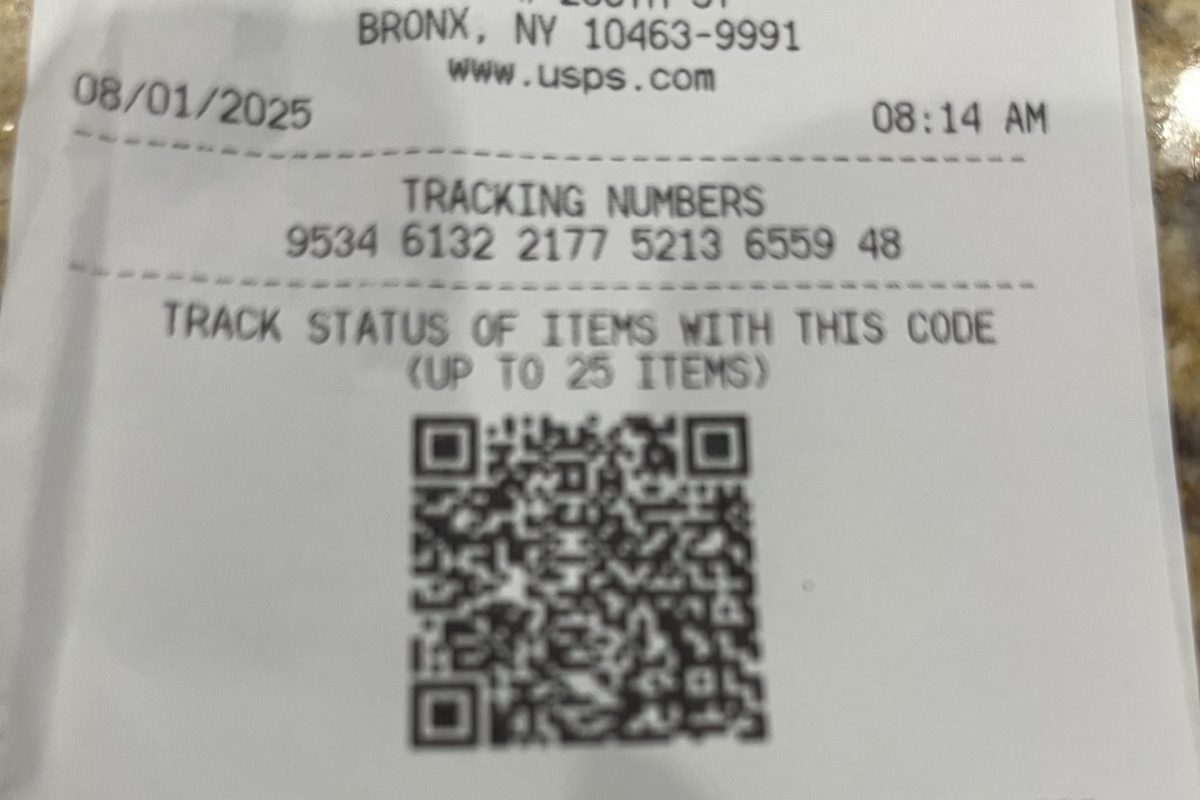 BRONX, NY 10463-9991
www.usps.com
08/01/2025 08:14 AM
TRACKING NUMBERS
9534 6132 2177 5213 6559 48
TRACK STATUS OF ITEMS WITH THIS CODE
(UP TO 25 ITEMS)